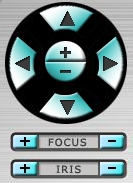 +
−
+ FOCUS −
+ IRIS −